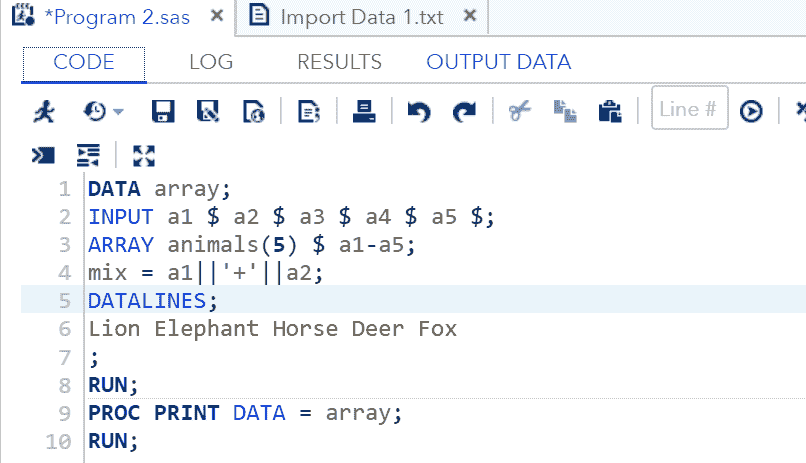 *Program 2.sas × Import Data 1.txt ×
CODE LOG RESULTS OUTPUT DATA
Line #
1 DATA array;
2 INPUT a1 $ a2 $ a3 $ a4 $ a5 $;
3 ARRAY animals(5) $ a1-a5;
4 mix = a1||'+'||a2;
5 DATALINES;
6 Lion Elephant Horse Deer Fox
7 ;
8 RUN;
9 PROC PRINT DATA = array;
10 RUN;